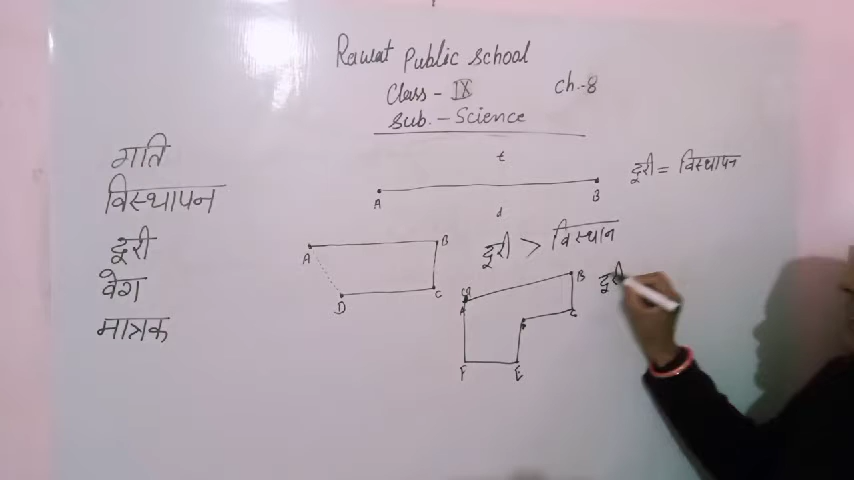 Rawat Public School
Class - IX
Ch.-8
Sub. - Science
गति
विस्थापन
दूरी
वेग
मात्रक
t
A B
d
दूरी = विस्थापन
A B
D C
दूरी > विस्थान
B
A
C
F E
दूरी